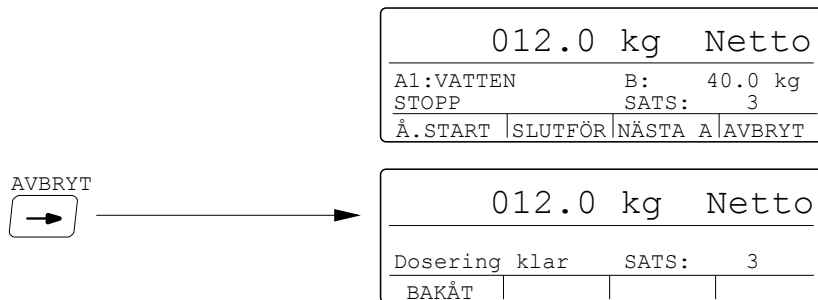 012.0 kg Netto
A1:VATTEN B: 40.0 kg
STOPP SATS: 3
Å.START SLUTFÖR NÄSTA A AVBRYT
AVBRYT
012.0 kg Netto
Dosering klar SATS: 3
BAKÅT